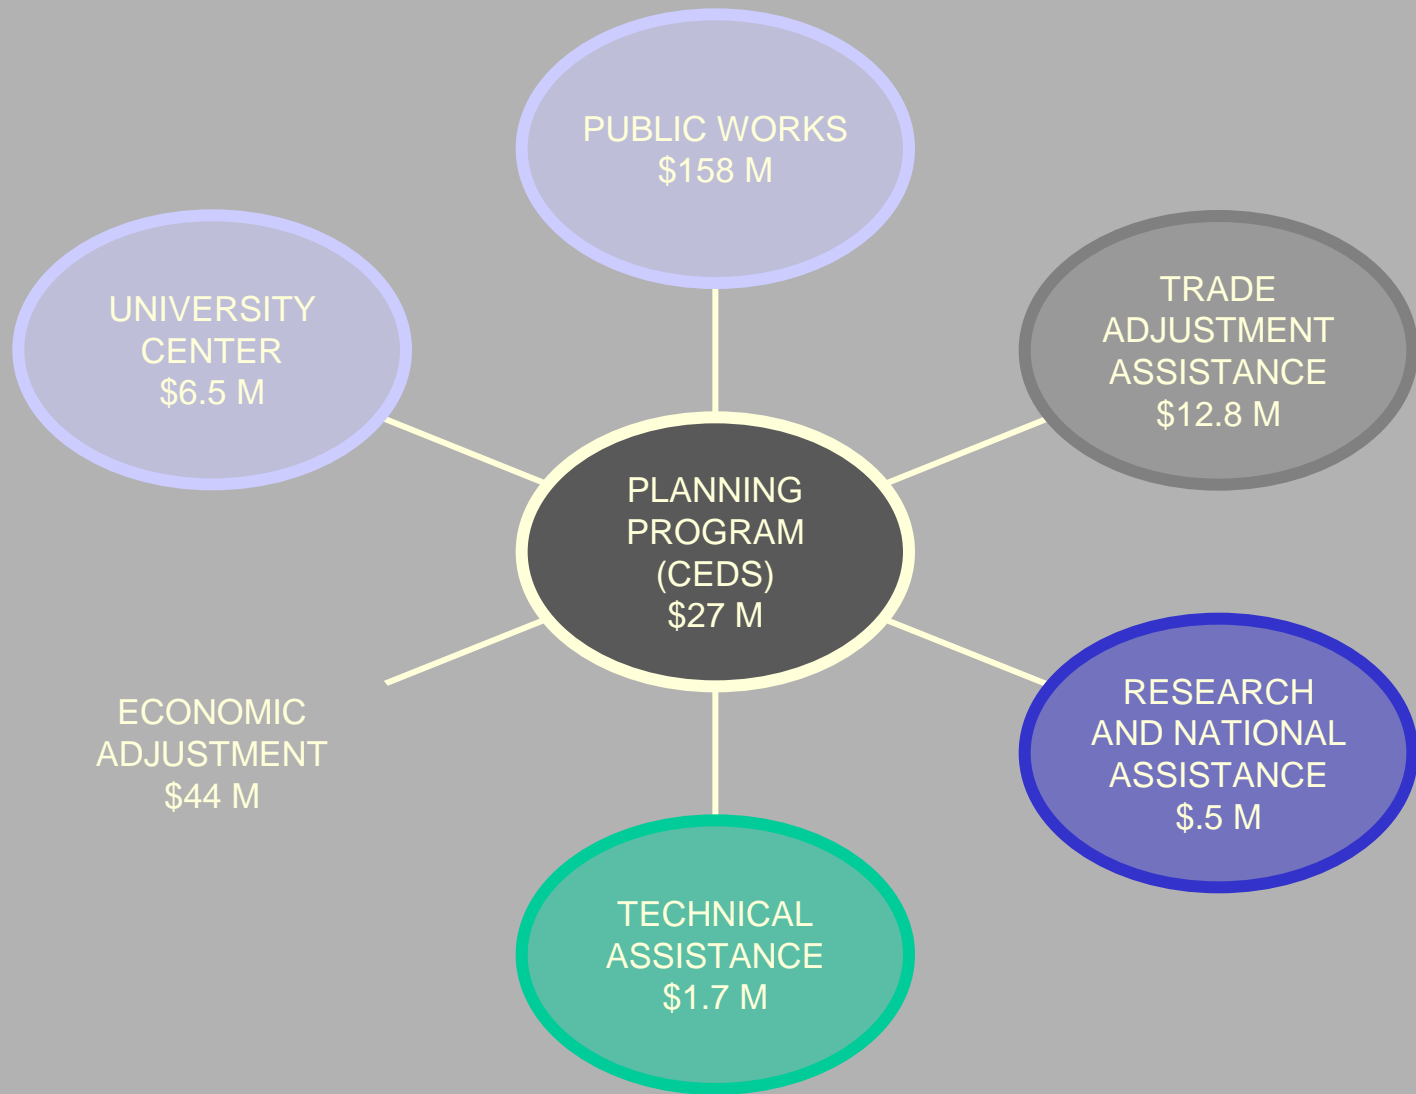 PUBLIC WORKS
$158 M
UNIVERSITY
CENTER
$6.5 M
TRADE
ADJUSTMENT
ASSISTANCE
$12.8 M
PLANNING
PROGRAM
(CEDS)
$27 M
ECONOMIC
ADJUSTMENT
$44 M
RESEARCH
AND NATIONAL
ASSISTANCE
$.5 M
TECHNICAL
ASSISTANCE
$1.7 M